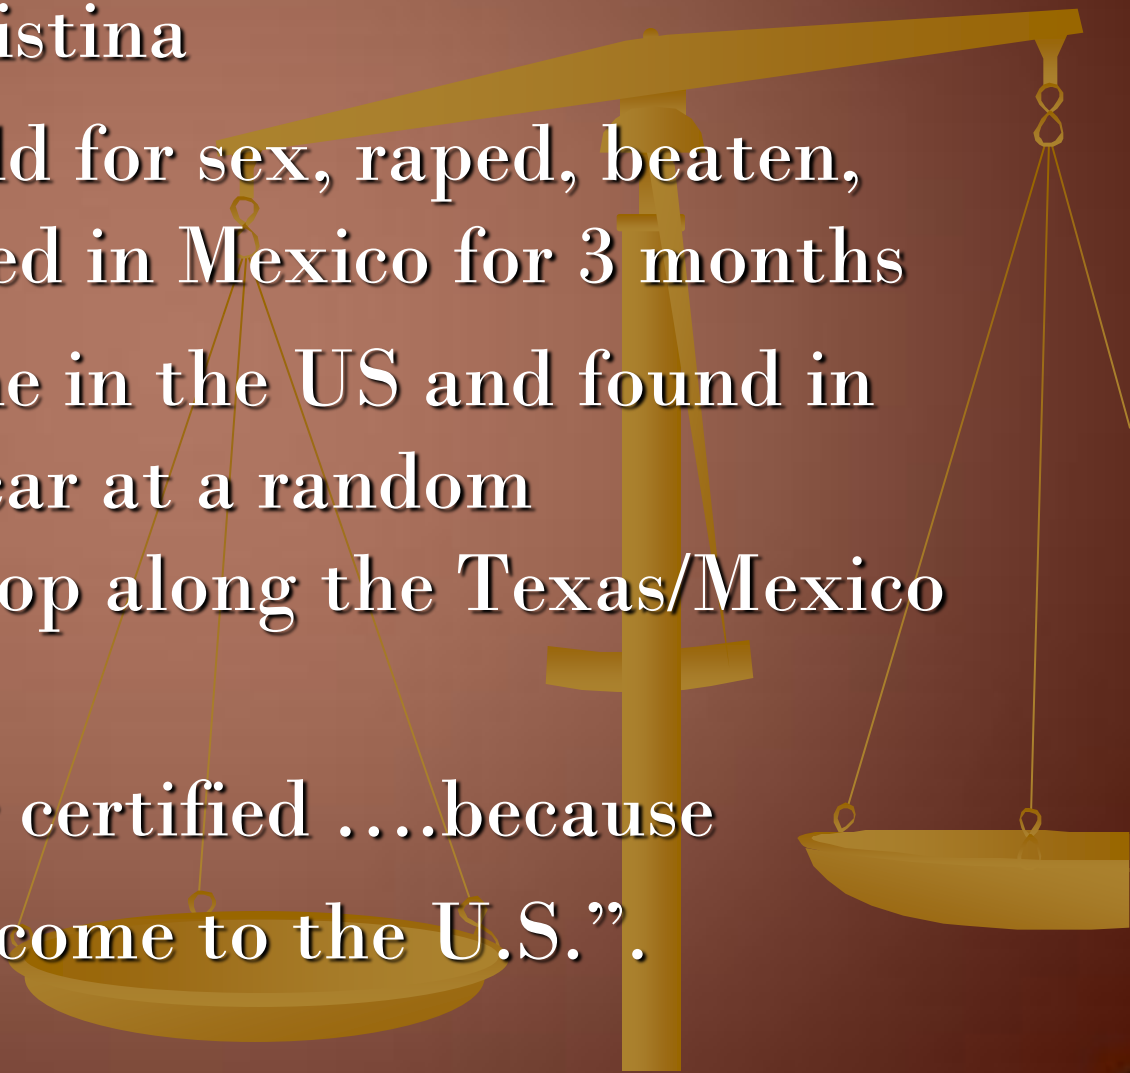 istina
ld for sex, raped, beaten,
ed in Mexico for 3 months
e in the US and found in
car at a random
op along the Texas/Mexico
certified ….because
come to the U.S.”.